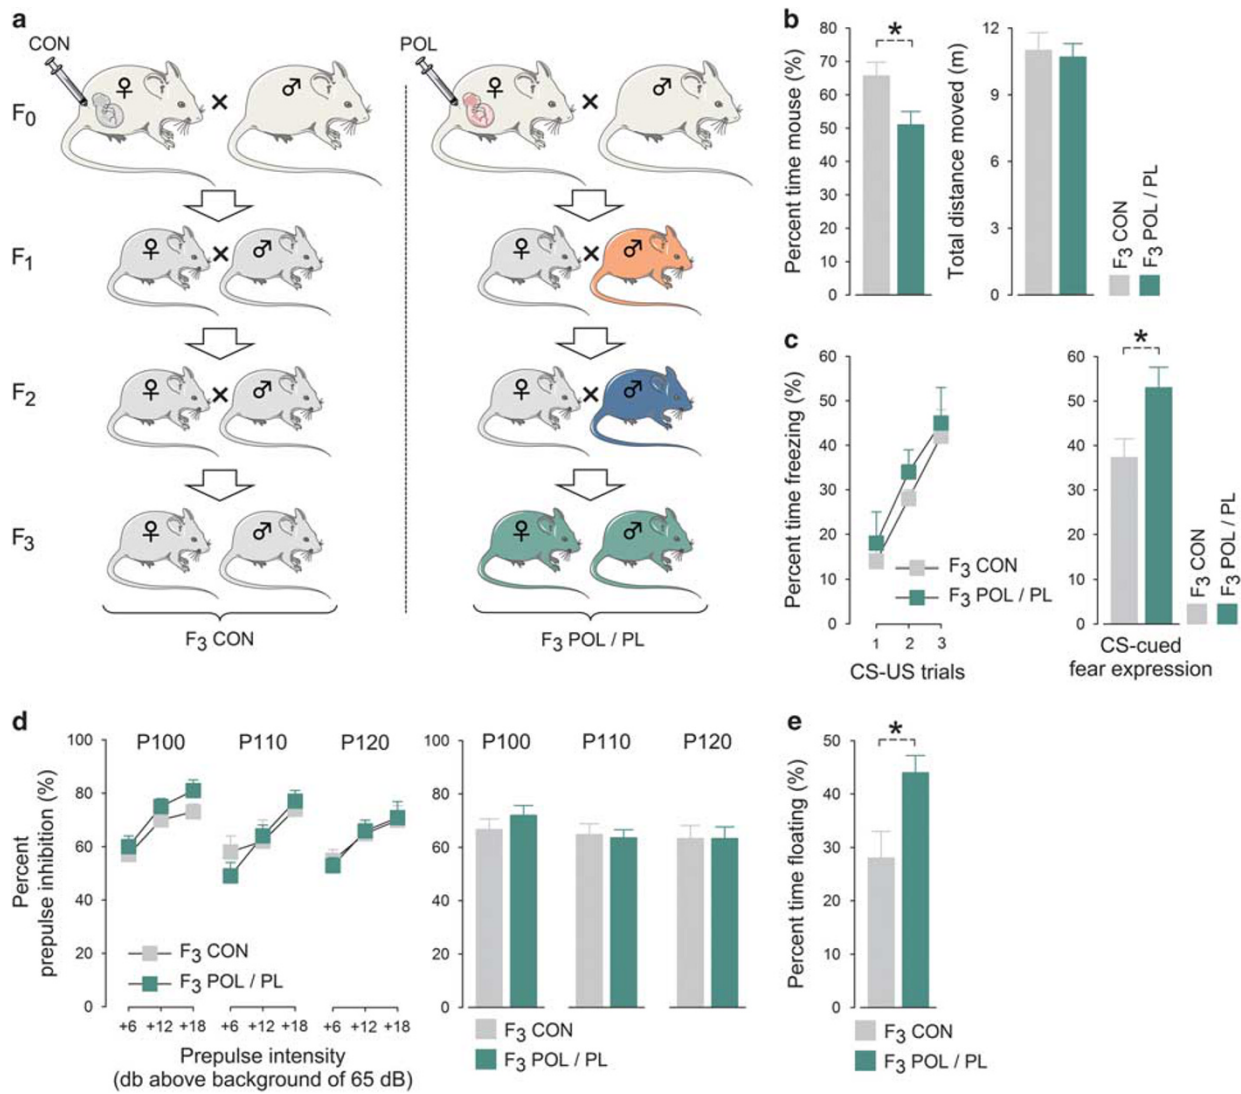 a
CON
POL
♀
×
♂
♀
×
♂
F0
♀
×
♂
♀
×
♂
F1
♀
×
♂
♀
×
♂
F2
♀
♂
♀
♂
F3
F3 CON
F3 POL / PL
b
Percent time mouse (%)
80
70
60
50
40
30
20
10
0
*
Total distance moved (m)
12
9
6
3
0
F3 CON
F3 POL / PL
c
Percent time freezing (%)
60
50
40
30
20
10
0
F3 CON
F3 POL / PL
1 2 3
CS-US trials
60
50
40
30
20
10
0
*
CS-cued
fear expression
F3 CON
F3 POL / PL
d
Percent
prepulse inhibition (%)
100
80
60
40
20
0
P100 P110 P120
F3 CON
F3 POL / PL
+6 +12 +18 +6 +12 +18 +6 +12 +18
Prepulse intensity
(db above background of 65 dB)
100
80
60
40
20
0
P100 P110 P120
F3 CON
F3 POL / PL
e
Percent time floating (%)
50
40
30
20
10
0
*
F3 CON
F3 POL / PL